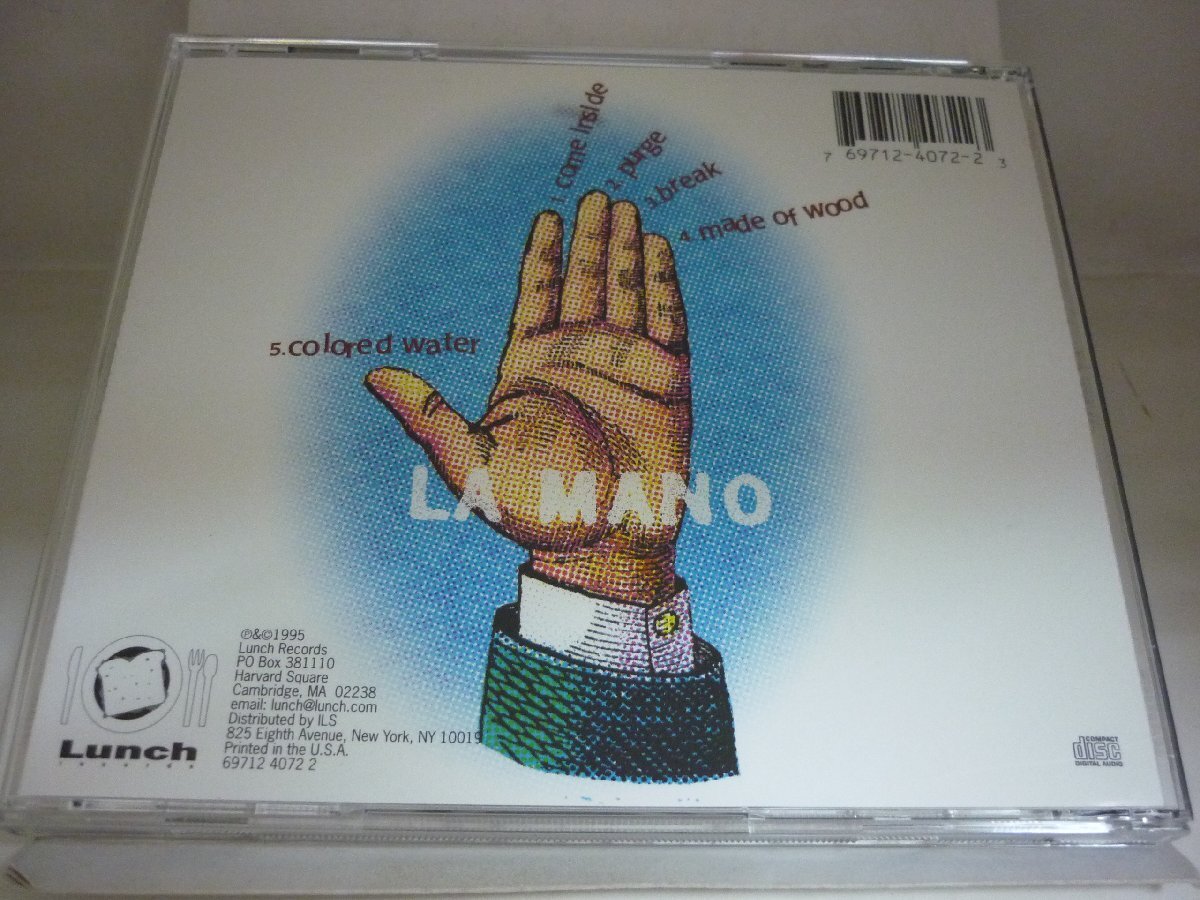 1. come inside
2. purge
3. break
4. made of wood
5. colored water
7 69712-4072-2 3
LA MANO
℗&©1995
Lunch Records
PO Box 381110
Harvard Square
Cambridge, MA 02238
email: lunch@lunch.com
Distributed by ILS
825 Eighth Avenue, New York, NY 10019
Printed in the U.S.A.
69712 4072 2
Lunch
COMPACT
disc
DIGITAL AUDIO